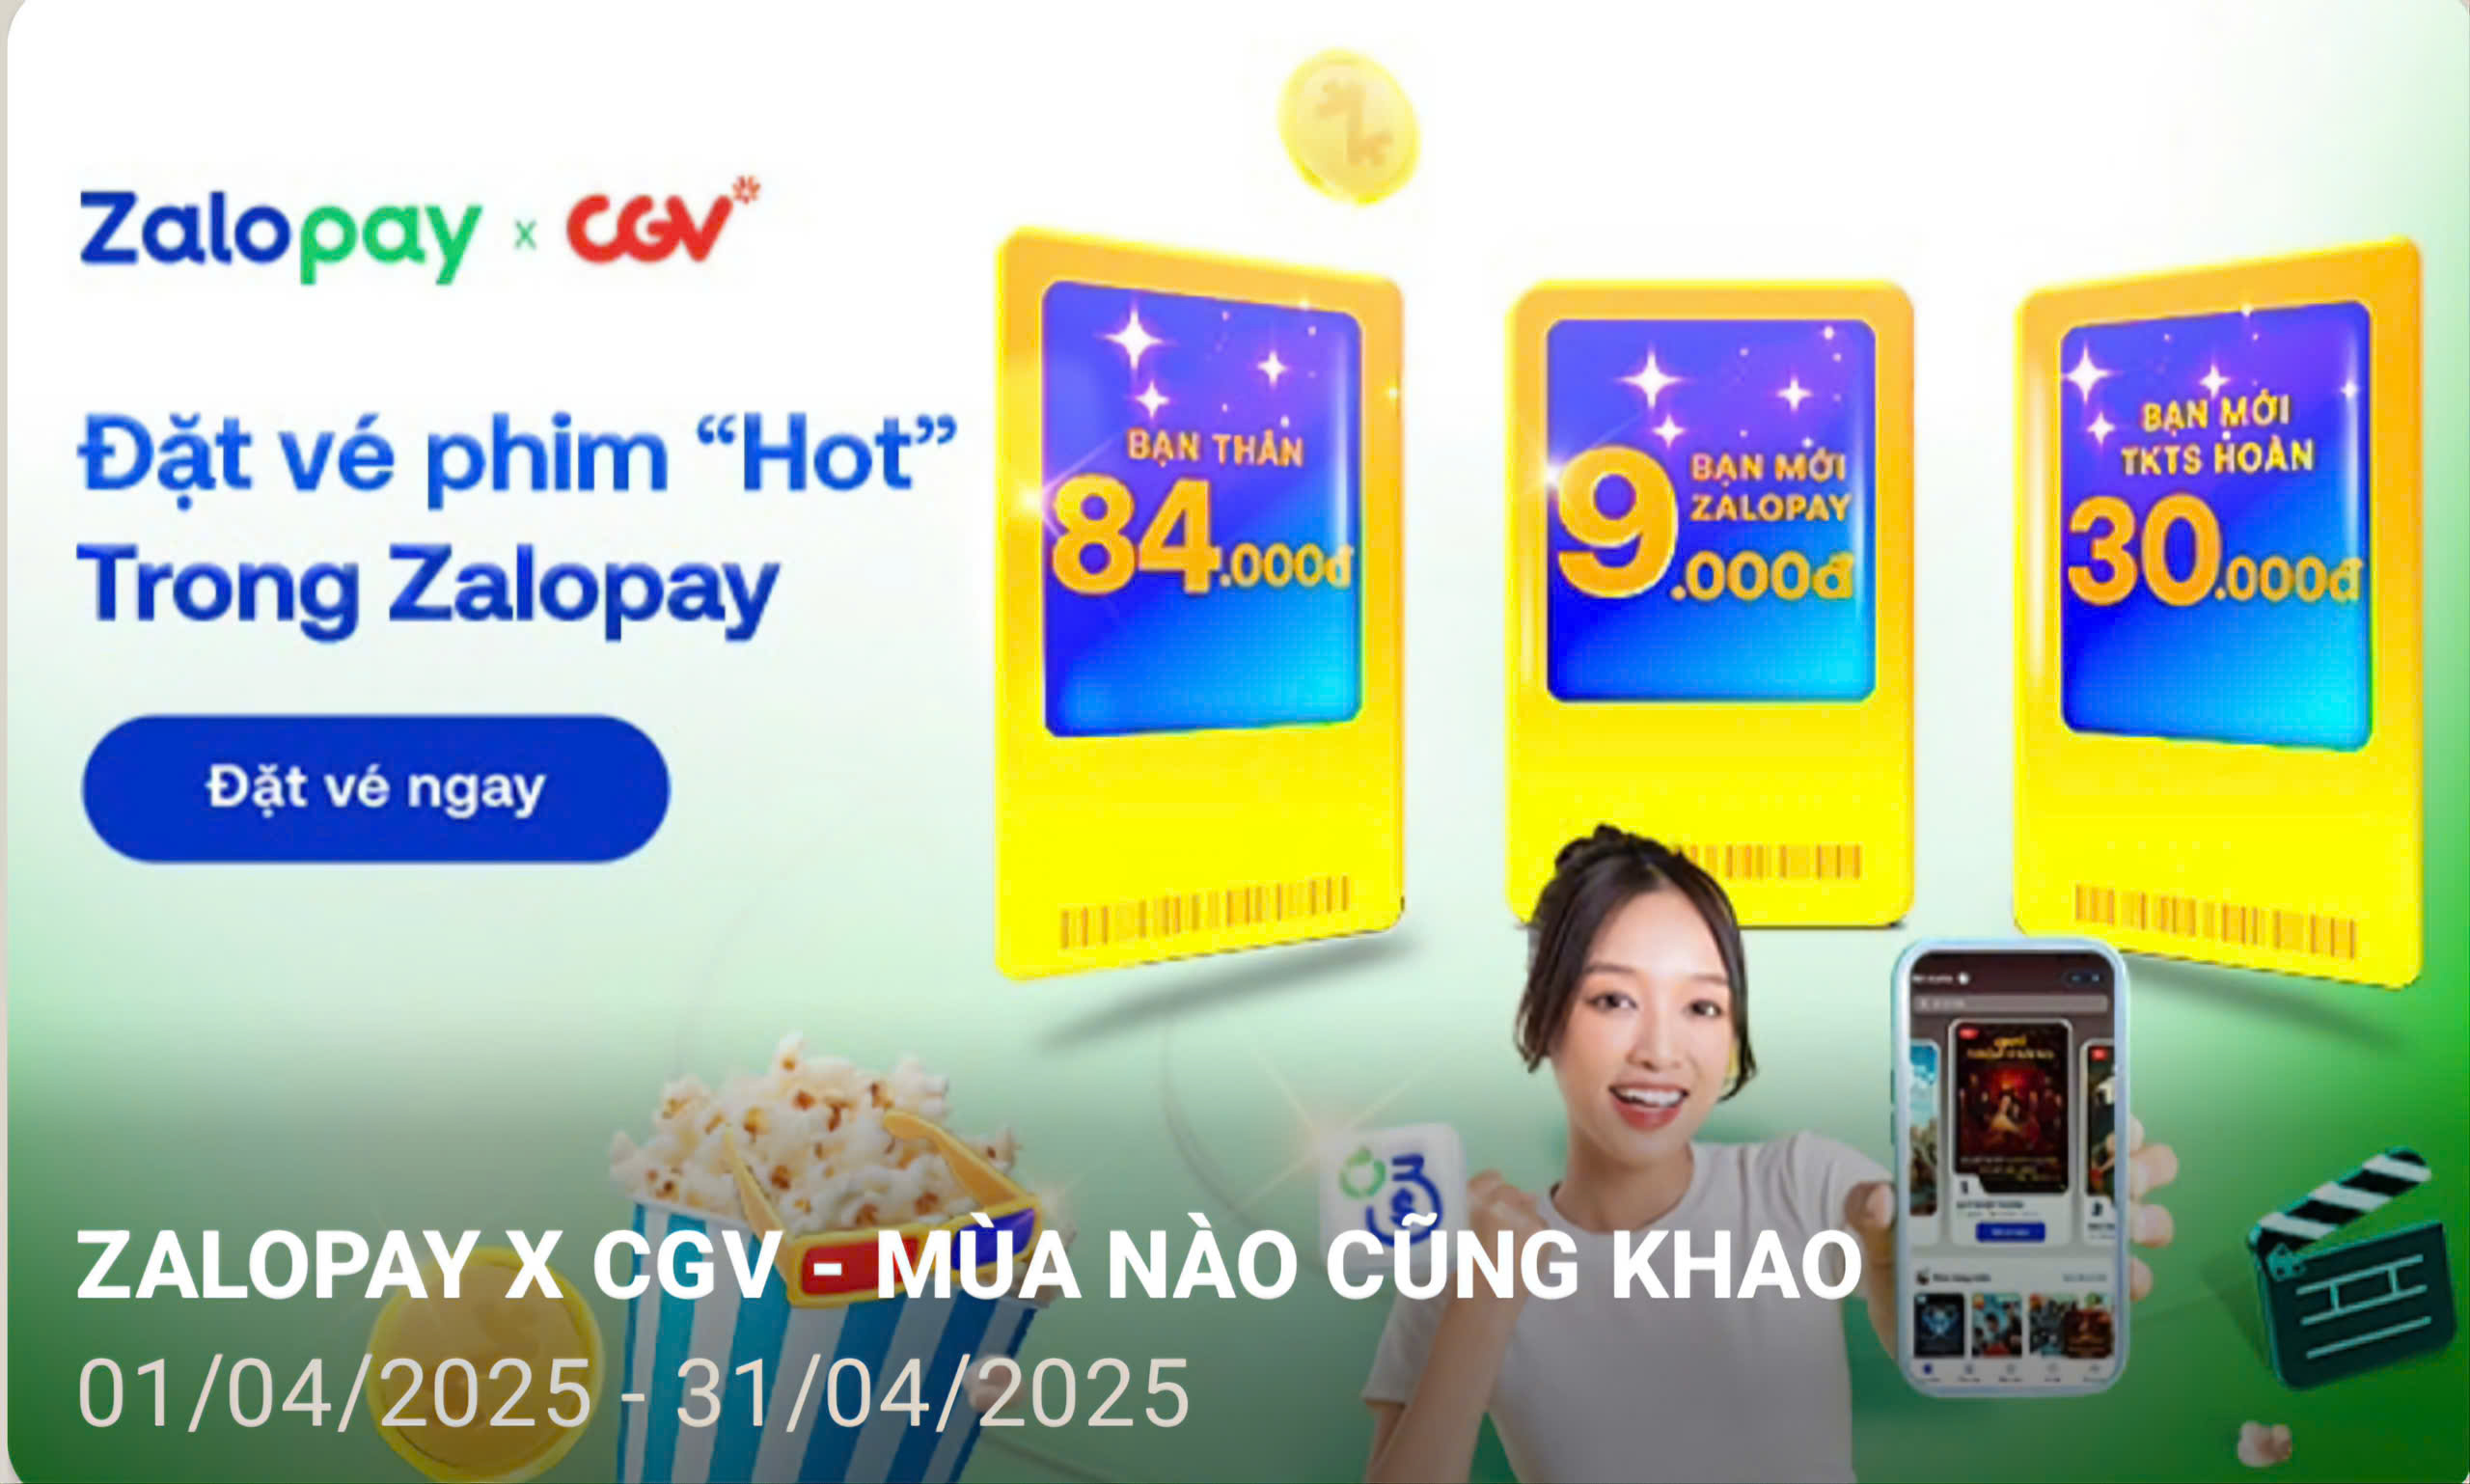 Zalopay x CGV*
Đặt vé phim “Hot”
Trong Zalopay
Đặt vé ngay
BẠN THÂN
84.000đ
BẠN MỚI
ZALOPAY
9.000đ
BẠN MỚI
TKTS HOÀN
30.000đ
ZALOPAY X CGV - MÙA NÀO CŨNG KHAO
01/04/2025 - 31/04/2025